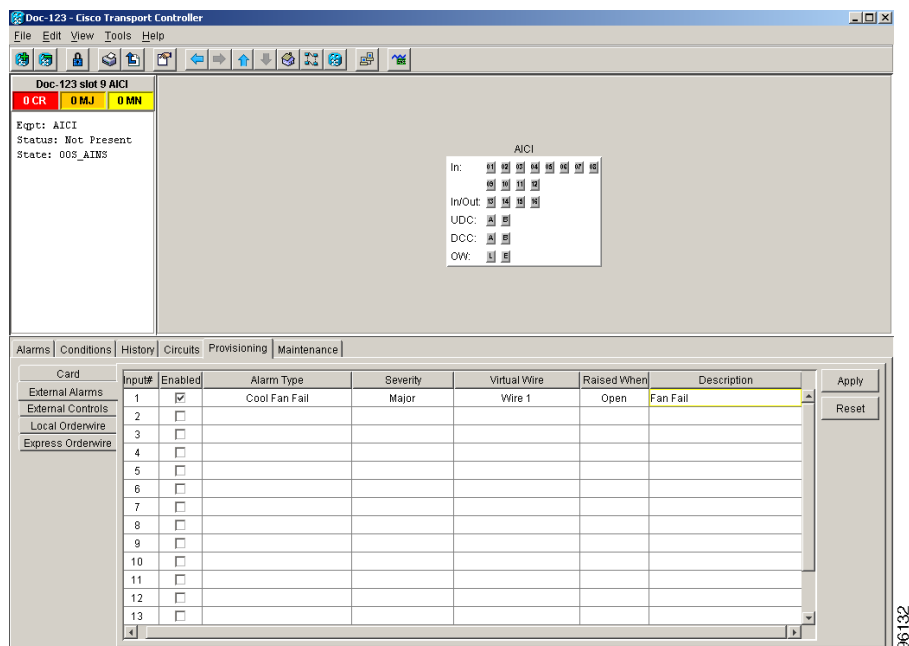 Doc-123 - Cisco Transport Controller
File Edit View Tools Help
Doc-123 slot 9 AICI
0 CR 0 MJ 0 MN
Eqpt: AICI
Status: Not Present
State: OOS_AINS
AICI
In: 01 02 03 04 05 06 07 08
09 10 11 12
In/Out: 13 14 15 16
UDC: A B
DCC: A B
OW: L E
Alarms Conditions History Circuits Provisioning Maintenance
Card
External Alarms
External Controls
Local Orderwire
Express Orderwire
Input# Enabled Alarm Type Severity Virtual Wire Raised When Description
1 Cool Fan Fail Major Wire 1 Open Fan Fail
2
3
4
5
6
7
8
9
10
11
12
13
Apply
Reset
96132